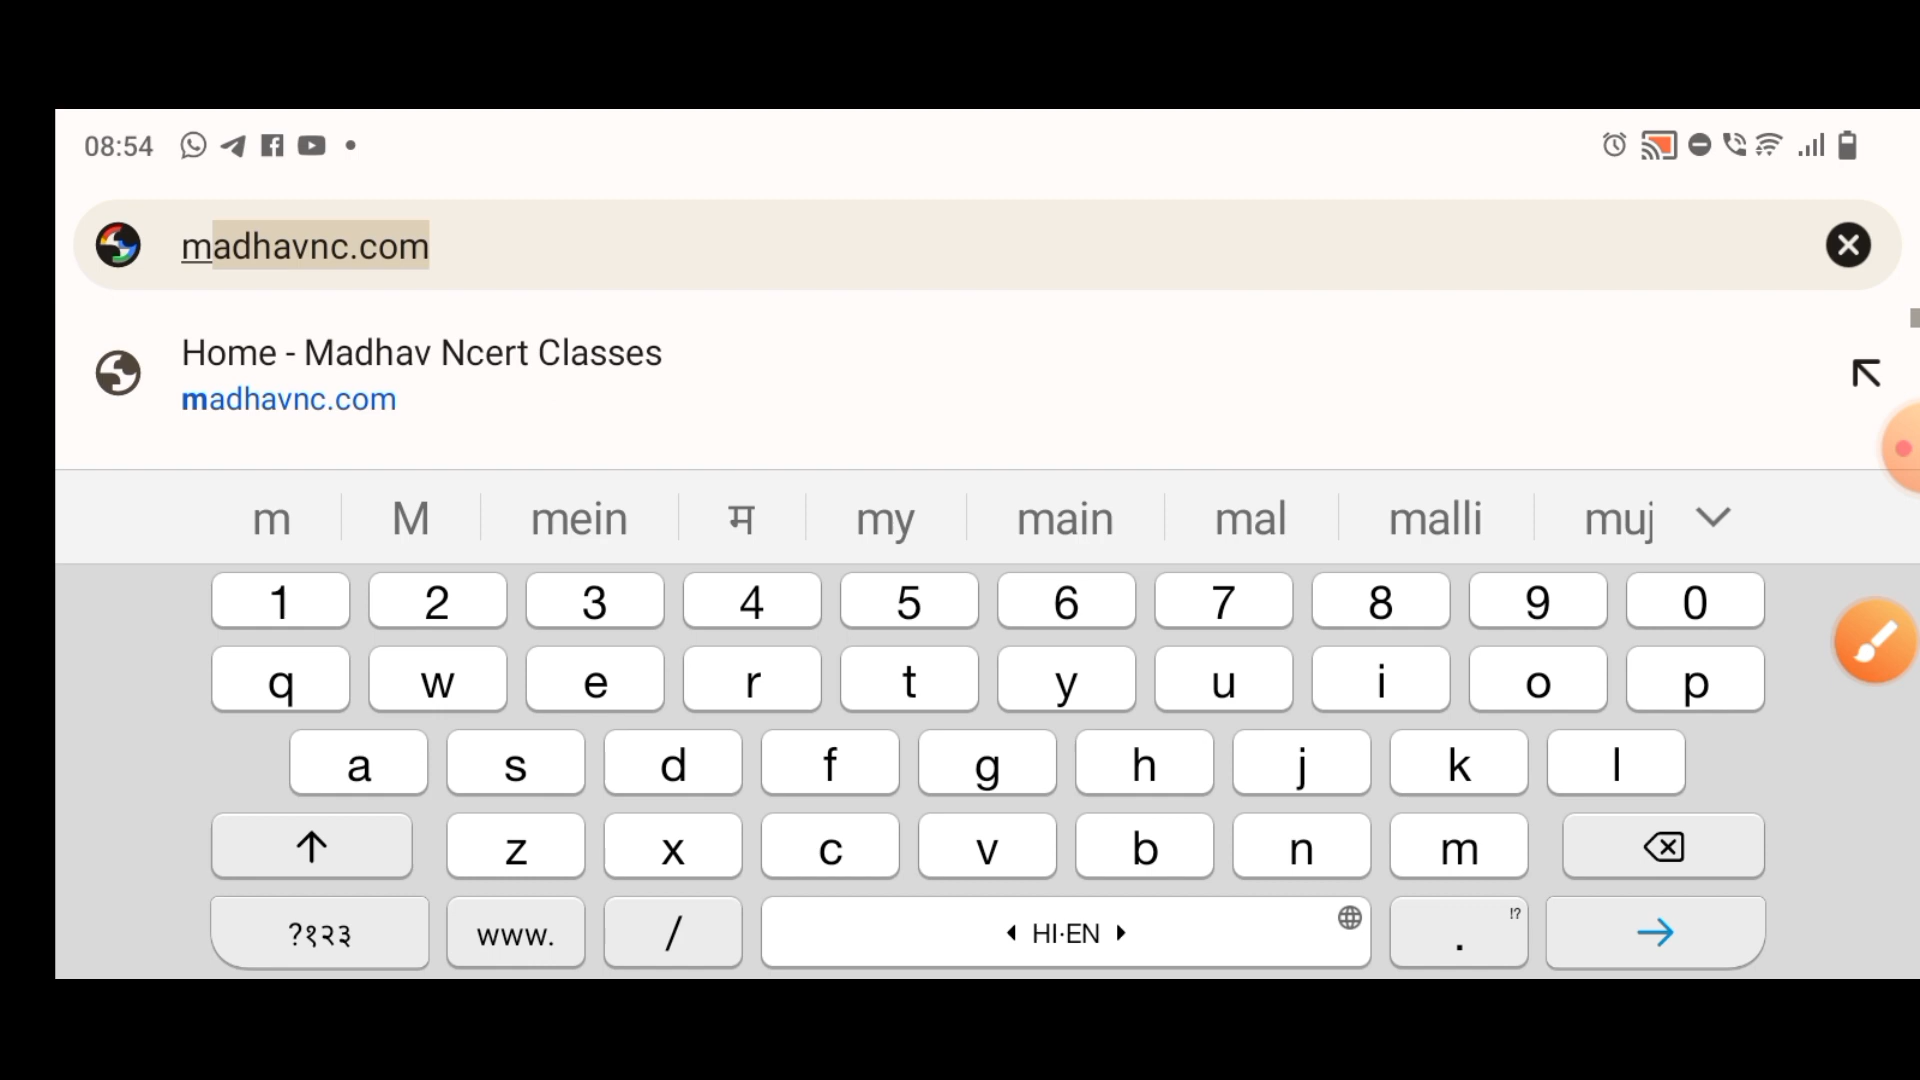 08:54
madhavnc.com
Home - Madhav Ncert Classes
madhavnc.com
m M mein म my main mal malli muj
1 2 3 4 5 6 7 8 9 0
q w e r t y u i o p
a s d f g h j k l
z x c v b n m
?१२३ www. / HI·EN . !?